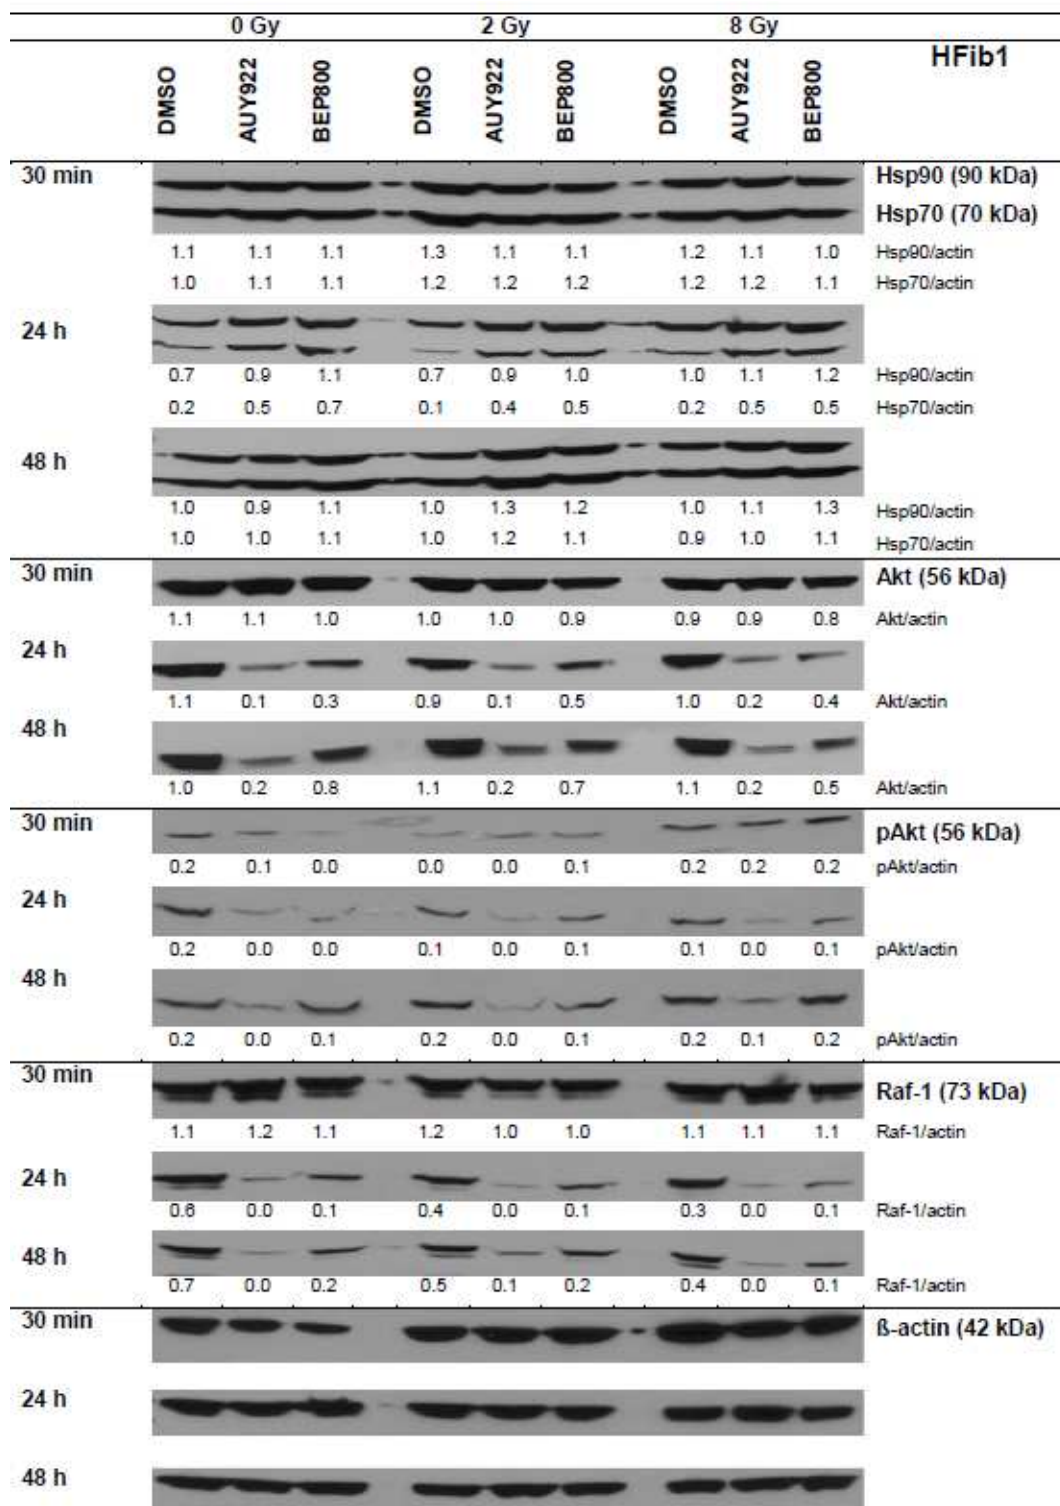 0 Gy 2 Gy 8 Gy
HFib1
DMSO AUY922 BEP800 DMSO AUY922 BEP800 DMSO AUY922 BEP800
30 min Hsp90 (90 kDa)
Hsp70 (70 kDa)
1.1 1.1 1.1 1.3 1.1 1.1 1.2 1.1 1.0 Hsp90/actin
1.0 1.1 1.1 1.2 1.2 1.2 1.2 1.2 1.1 Hsp70/actin
24 h
0.7 0.9 1.1 0.7 0.9 1.0 1.0 1.1 1.2 Hsp90/actin
0.2 0.5 0.7 0.1 0.4 0.5 0.2 0.5 0.5 Hsp70/actin
48 h
1.0 0.9 1.1 1.0 1.3 1.2 1.0 1.1 1.3 Hsp90/actin
1.0 1.0 1.1 1.0 1.2 1.1 0.9 1.0 1.1 Hsp70/actin
30 min Akt (56 kDa)
1.1 1.1 1.0 1.0 1.0 0.9 0.9 0.9 0.8 Akt/actin
24 h
1.1 0.1 0.3 0.9 0.1 0.5 1.0 0.2 0.4 Akt/actin
48 h
1.0 0.2 0.8 1.1 0.2 0.7 1.1 0.2 0.5 Akt/actin
30 min pAkt (56 kDa)
0.2 0.1 0.0 0.0 0.0 0.1 0.2 0.2 0.2 pAkt/actin
24 h
0.2 0.0 0.0 0.1 0.0 0.1 0.1 0.0 0.1 pAkt/actin
48 h
0.2 0.0 0.1 0.2 0.0 0.1 0.2 0.1 0.2 pAkt/actin
30 min Raf-1 (73 kDa)
1.1 1.2 1.1 1.2 1.0 1.0 1.1 1.1 1.1 Raf-1/actin
24 h
0.6 0.0 0.1 0.4 0.0 0.1 0.3 0.0 0.1 Raf-1/actin
48 h
0.7 0.0 0.2 0.5 0.1 0.2 0.4 0.0 0.1 Raf-1/actin
30 min ß-actin (42 kDa)
24 h
48 h